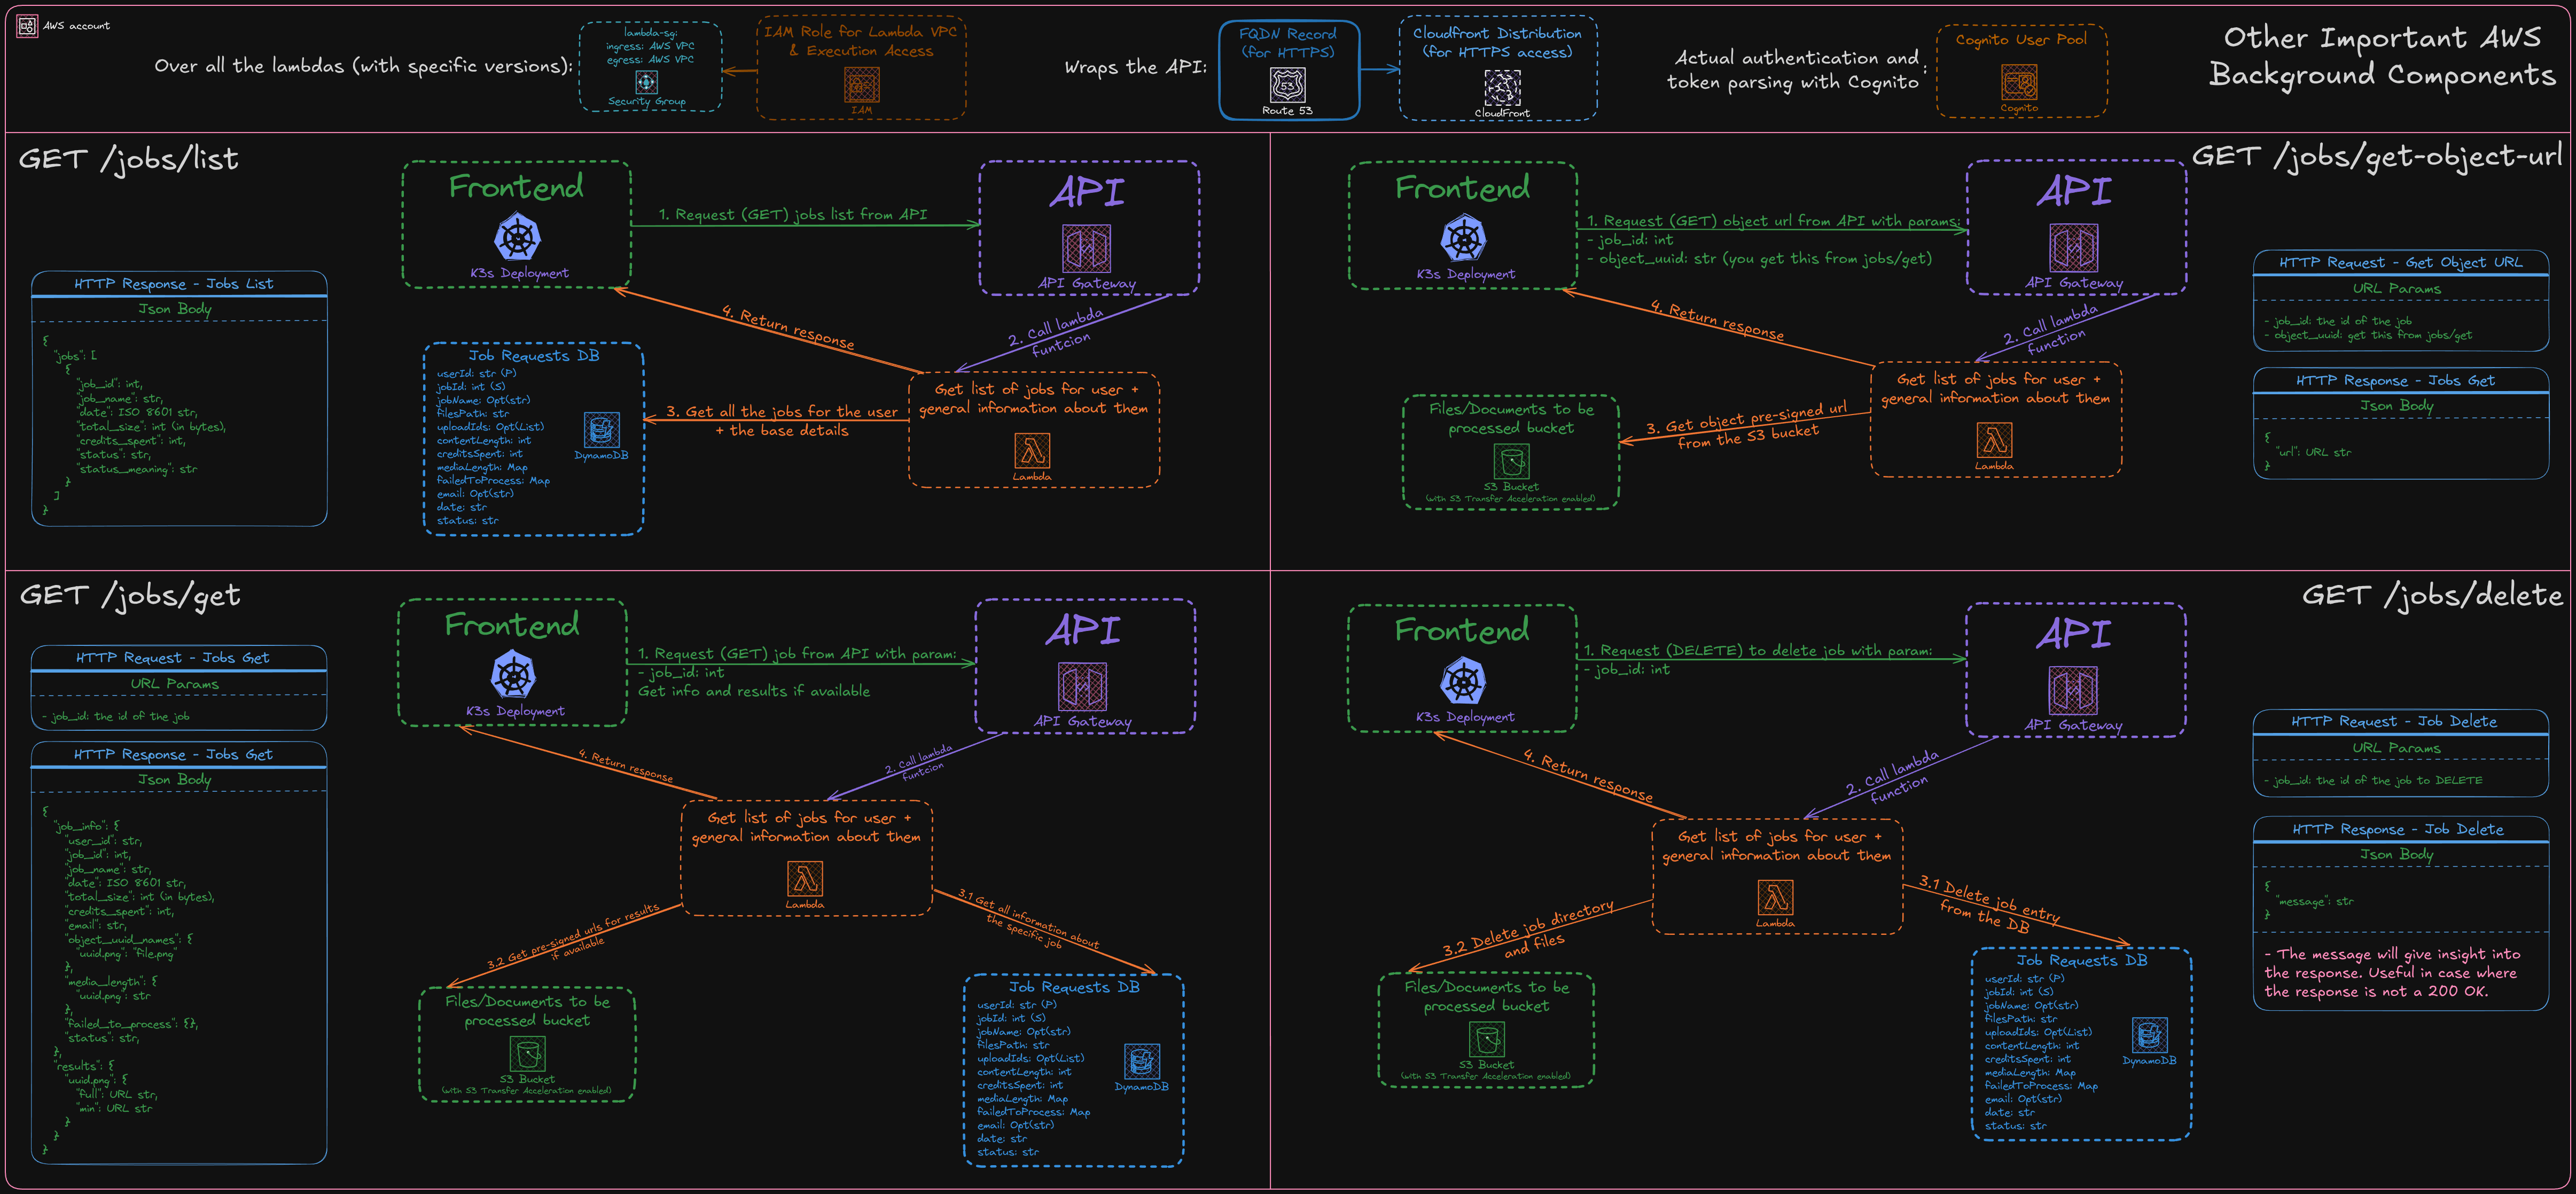 AWS account
Over all the lambdas (with specific versions):
lambda-sg:
ingress: AWS VPC
egress: AWS VPC
Security Group
IAM Role for Lambda VPC
& Execution Access
IAM
Wraps the API:
FQDN Record
(for HTTPS)
Route 53
Cloudfront Distribution
(for HTTPS access)
CloudFront
Actual authentication and
token parsing with Cognito :
Cognito User Pool
Cognito
Other Important AWS
Background Components
GET /jobs/list
HTTP Response - Jobs List
Json Body
{
"jobs": [
{
"job_id": int,
"job_name": str,
"date": ISO 8601 str,
"total_size": int (in bytes),
"credits_spent": int,
"status": str,
"status_meaning": str
}
]
}
Frontend
K3s Deployment
1. Request (GET) jobs list from API
API
API Gateway
2. Call lambda
funtcion
4. Return response
Get list of jobs for user +
general information about them
Lambda
3. Get all the jobs for the user
+ the base details
Job Requests DB
userId: str (P)
jobId: int (S)
jobName: Opt(str)
filesPath: str
uploadIds: Opt(List)
contentLength: int
creditsSpent: int
mediaLength: Map
failedToProcess: Map
email: Opt(str)
date: str
status: str
DynamoDB
GET /jobs/get-object-url
Frontend
K3s Deployment
1. Request (GET) object url from API with params:
- job_id: int
- object_uuid: str (you get this from jobs/get)
API
API Gateway
2. Call lambda
function
4. Return response
Get list of jobs for user +
general information about them
Lambda
3. Get object pre-signed url
from the S3 bucket
Files/Documents to be
processed bucket
S3 Bucket
(with S3 Transfer Acceleration enabled)
HTTP Request - Get Object URL
URL Params
- job_id: the id of the job
- object_uuid: get this from jobs/get
HTTP Response - Jobs Get
Json Body
{
"url": URL str
}
GET /jobs/get
HTTP Request - Jobs Get
URL Params
- job_id: the id of the job
HTTP Response - Jobs Get
Json Body
{
"job_info": {
"user_id": str,
"job_id": int,
"job_name": str,
"date": ISO 8601 str,
"total_size": int (in bytes),
"credits_spent": int,
"email": str,
"object_uuid_names": {
"uuid.png": "file.png"
},
"media_length": {
"uuid.png": str
},
"failed_to_process": {},
"status": str,
},
"results": {
"uuid.png": {
"full": URL str,
"min": URL str
}
}
}
Frontend
K3s Deployment
1. Request (GET) job from API with param:
- job_id: int
Get info and results if available
API
API Gateway
2. Call lambda
funtcion
4. Return response
Get list of jobs for user +
general information about them
Lambda
3.1 Get all information about
the specific job
3.2 Get pre-signed urls for results
if available
Files/Documents to be
processed bucket
S3 Bucket
(with S3 Transfer Acceleration enabled)
Job Requests DB
userId: str (P)
jobId: int (S)
jobName: Opt(str)
filesPath: str
uploadIds: Opt(List)
contentLength: int
creditsSpent: int
mediaLength: Map
failedToProcess: Map
email: Opt(str)
date: str
status: str
DynamoDB
GET /jobs/delete
Frontend
K3s Deployment
1. Request (DELETE) to delete job with param:
- job_id: int
API
API Gateway
2. Call lambda
function
4. Return response
Get list of jobs for user +
general information about them
Lambda
3.1 Delete job entry
from the DB
3.2 Delete job directory
and files
Files/Documents to be
processed bucket
S3 Bucket
(with S3 Transfer Acceleration enabled)
Job Requests DB
userId: str (P)
jobId: int (S)
jobName: Opt(str)
filesPath: str
uploadIds: Opt(List)
contentLength: int
creditsSpent: int
mediaLength: Map
failedToProcess: Map
email: Opt(str)
date: str
status: str
DynamoDB
HTTP Request - Job Delete
URL Params
- job_id: the id of the job to DELETE
HTTP Response - Job Delete
Json Body
{
"message": str
}
- The message will give insight into
the response. Useful in case where
the response is not a 200 OK.